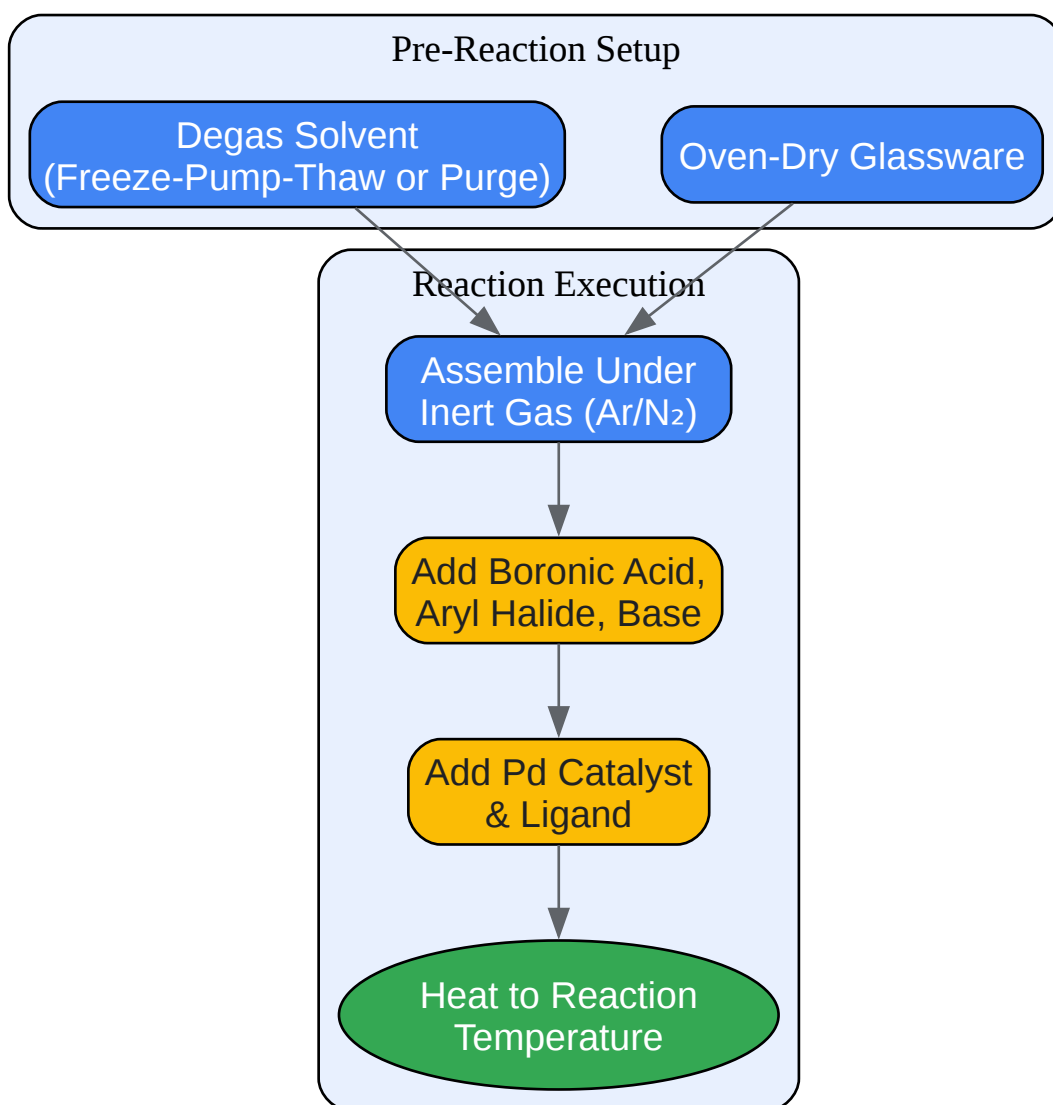 Pre-Reaction Setup
Degas Solvent
(Freeze-Pump-Thaw or Purge)
Oven-Dry Glassware
Reaction Execution
Assemble Under
Inert Gas (Ar/N₂)
Add Boronic Acid,
Aryl Halide, Base
Add Pd Catalyst
& Ligand
Heat to Reaction
Temperature